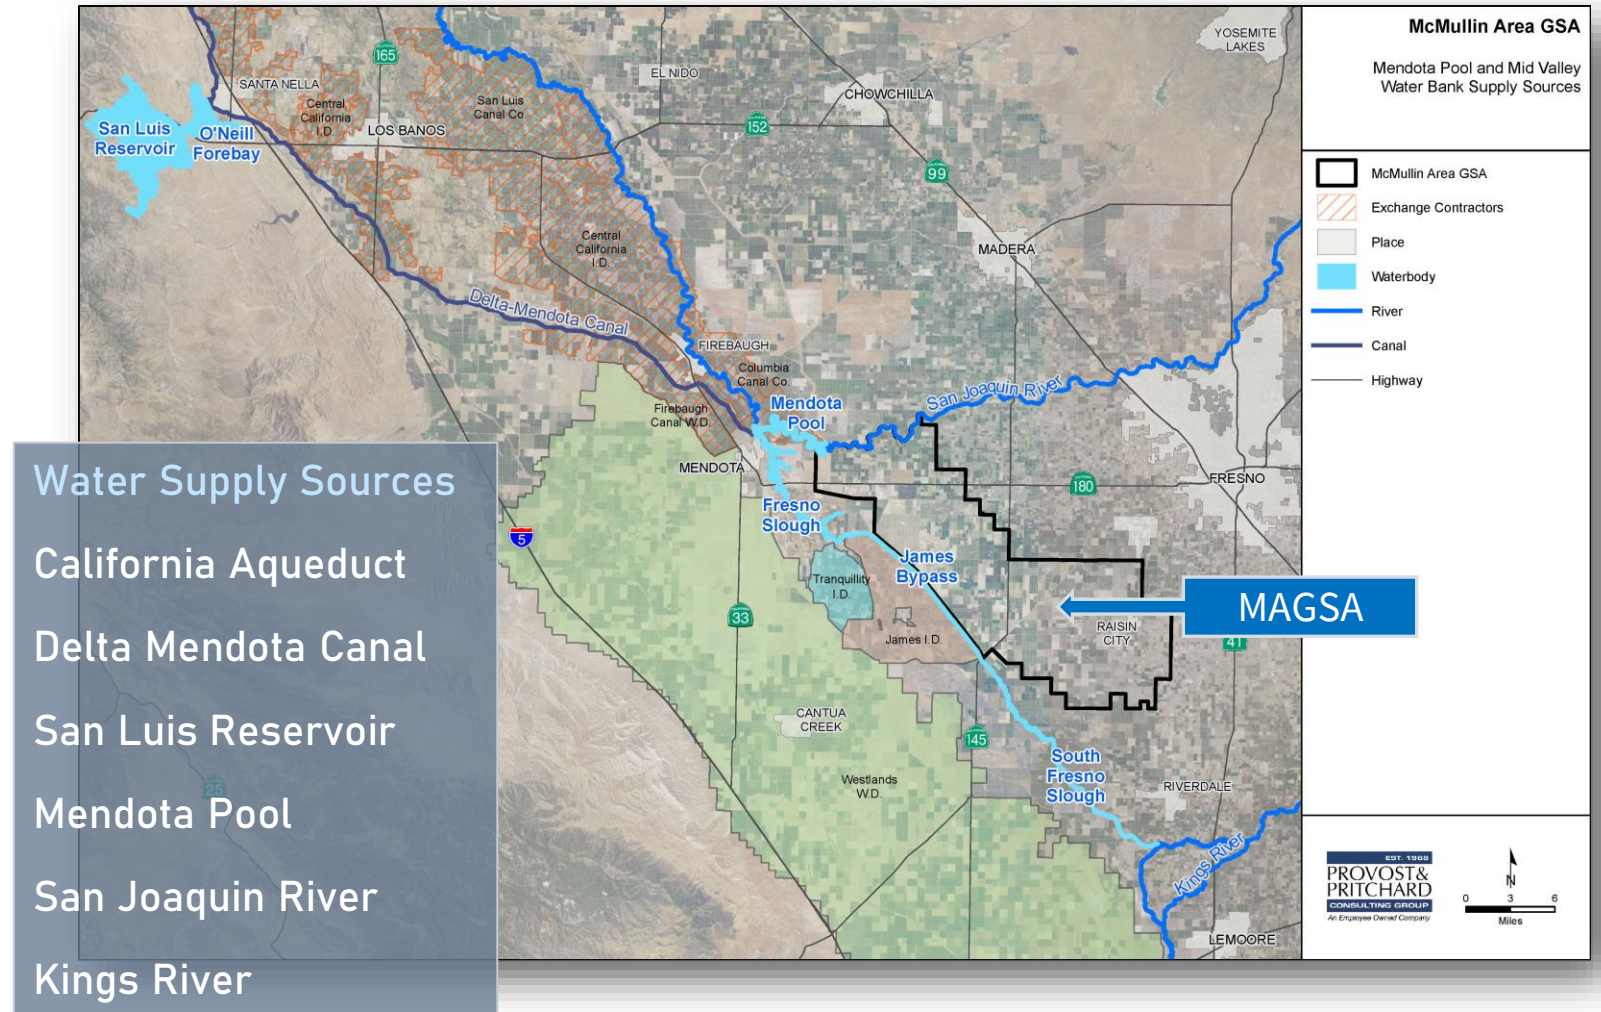 McMullin Area GSA
Mendota Pool and Mid Valley
Water Bank Supply Sources
McMullin Area GSA
Exchange Contractors
Place
Waterbody
River
Canal
Highway
EST. 1968
PROVOST&
PRITCHARD
CONSULTING GROUP
An Employee Owned Company
N
0 3 6
Miles
YOSEMITE
LAKES
165
EL NIDO
SANTA NELLA
CHOWCHILLA
Central
California
I.D.
San Luis
Canal Co.
152
San Luis
Reservoir
O'Neill
Forebay
LOS BANOS
99
Central
California
I.D.
MADERA
Delta-Mendota Canal
FIREBAUGH
Columbia
Canal Co.
San Joaquin River
Firebaugh
Canal W.D.
Mendota
Pool
MENDOTA
FRESNO
180
Fresno
Slough
5
James
Bypass
Tranquillity
I.D.
33
James I.D.
RAISIN
CITY
MAGSA
41
CANTUA
CREEK
145
South
Fresno
Slough
Westlands
W.D.
RIVERDALE
Kings River
LEMOORE
25
Water Supply Sources
California Aqueduct
Delta Mendota Canal
San Luis Reservoir
Mendota Pool
San Joaquin River
Kings River